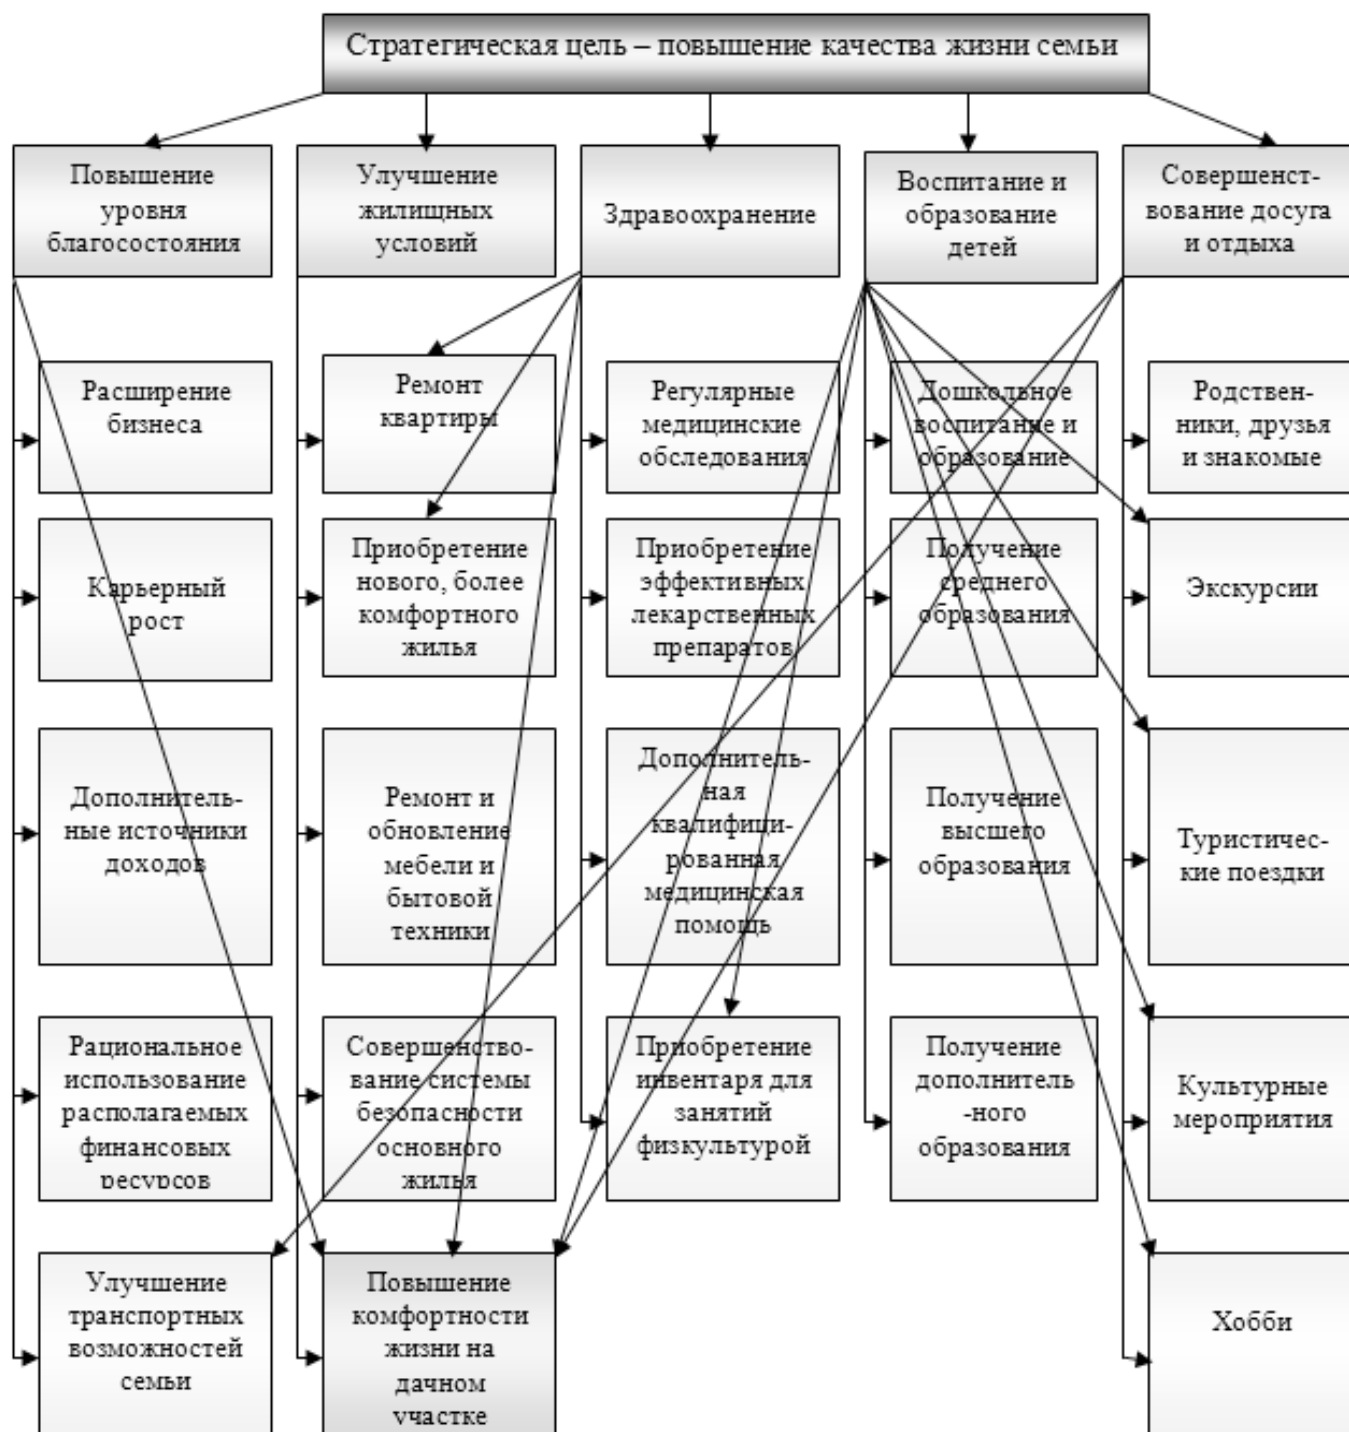 Стратегическая цель – повышение качества жизни семьи
Повышение
уровня
благосостояния
Улучшение
жилищных
условий
Здравоохранение
Воспитание и
образование
детей
Совершенст-
вование досуга
и отдыха
Расширение
бизнеса
Ремонт
квартиры
Регулярные
медицинские
обследования
Дошкольное
воспитание и
образование
Родствен-
ники, друзья
и знакомые
Карьерный
рост
Приобретение
нового, более
комфортного
жилья
Приобретение
эффективных
лекарственных
препаратов
Получение
среднего
образования
Экскурсии
Дополнитель-
ные источники
доходов
Ремонт и
обновление
мебели и
бытовой
техники
Дополнитель-
ная
квалифици-
рованная
медицинская
помощь
Получение
высшего
образования
Туристичес-
кие поездки
Рациональное
использование
располагаемых
финансовых
ресурсов
Совершенство-
вание системы
безопасности
основного
жилья
Приобретение
инвентаря для
занятий
физкультурой
Получение
дополнитель
-ного
образования
Культурные
мероприятия
Улучшение
транспортных
возможностей
семьи
Повышение
комфортности
жизни на
дачном
участке
Хобби